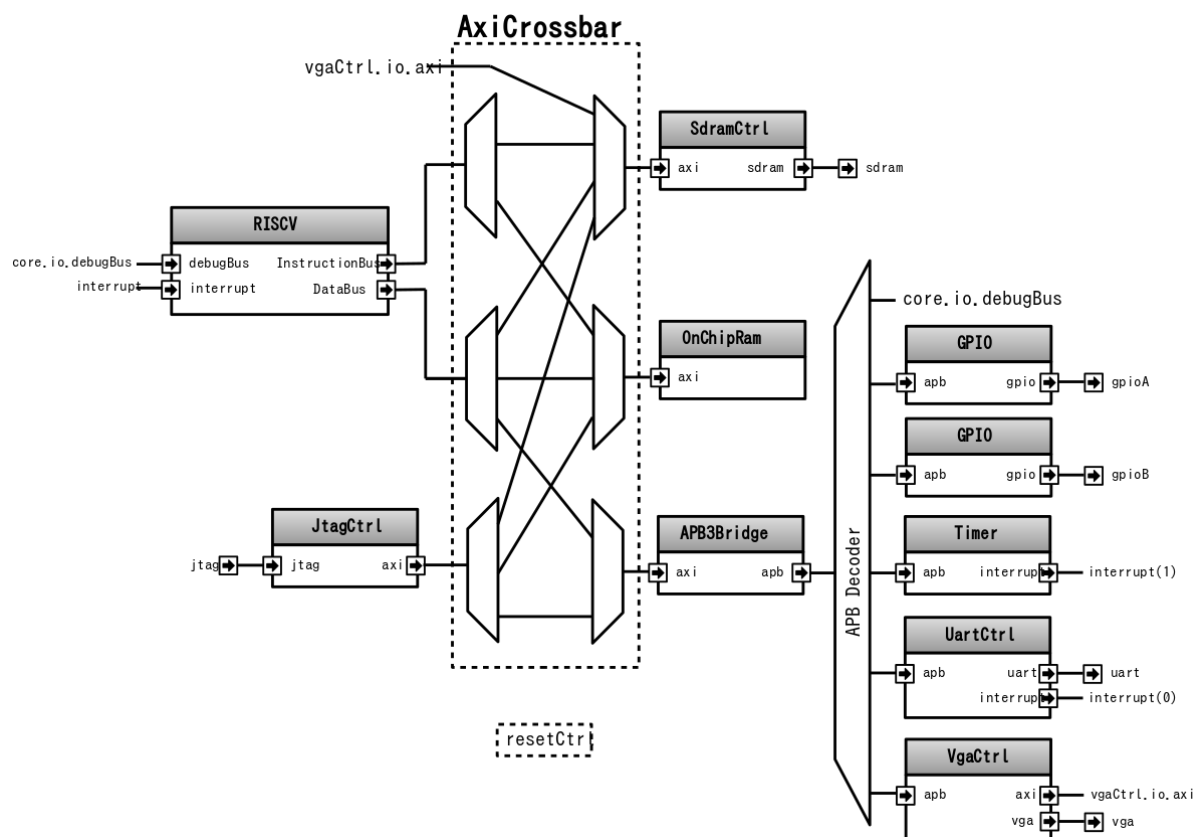 AxiCrossbar
vgaCtrl.io.axi
SdramCtrl
axi sdram
sdram
RISCV
core.io.debugBus
debugBus InstructionBus
interrupt
interrupt DataBus
core.io.debugBus
OnChipRam
axi
GPIO
apb gpio
gpioA
GPIO
apb gpio
gpioB
JtagCtrl
jtag
jtag axi
APB3Bridge
axi apb
APB Decoder
Timer
apb interrupt
interrupt(1)
UartCtrl
apb uart
uart
interrupt
interrupt(0)
resetCtrl
VgaCtrl
apb axi
vgaCtrl.io.axi
vga
vga